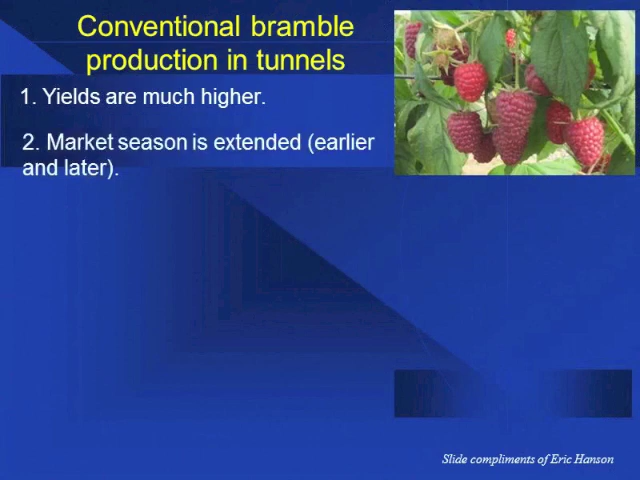 Conventional bramble
production in tunnels
1. Yields are much higher.
2. Market season is extended (earlier
and later).
Slide compliments of Eric Hanson